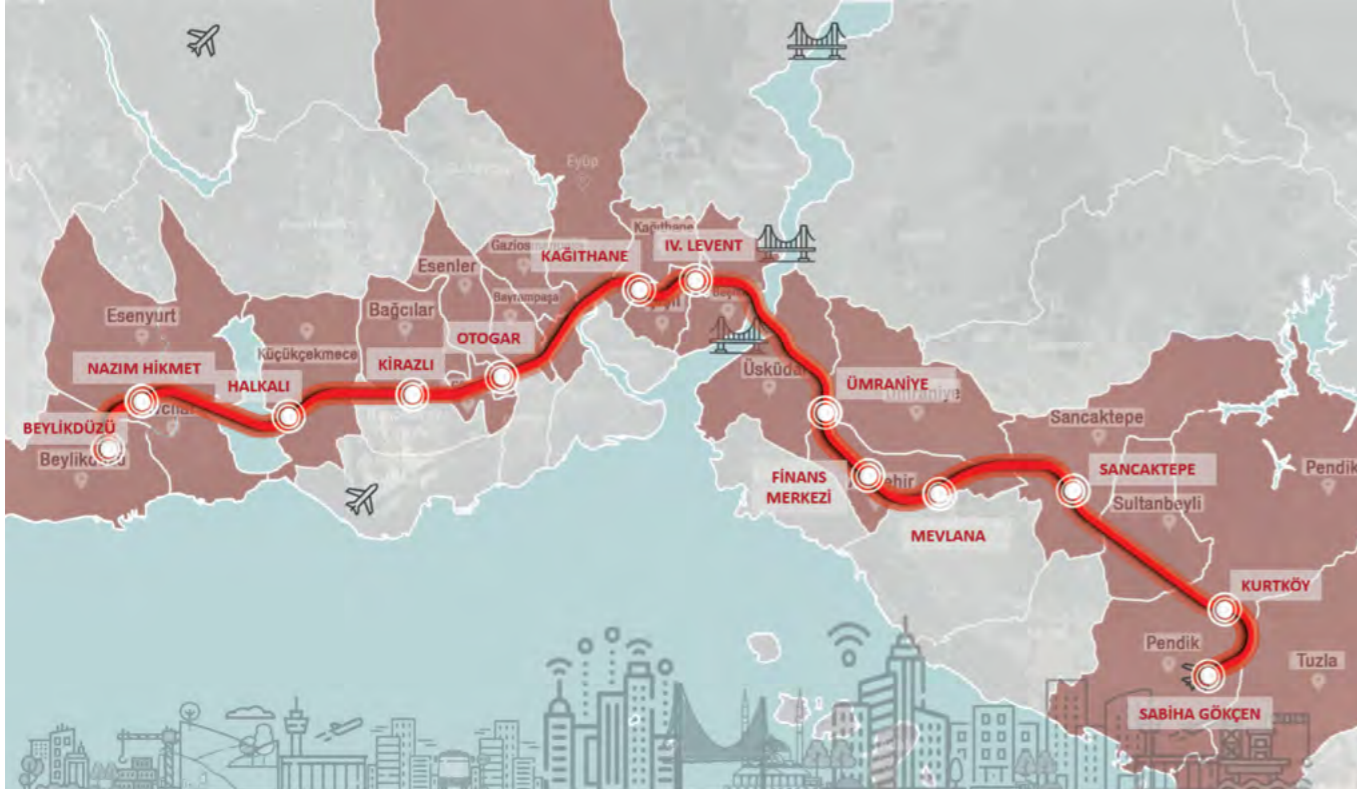 Eyüp
Kağıthane
IV. LEVENT
KAĞITHANE
Esenler
Bayrampaşa
Bağcılar
Esenyurt
OTOGAR
Küçükçekmece
NAZIM HİKMET
HALKALI
KİRAZLI
Üsküdar
ÜMRANİYE
BEYLİKDÜZÜ
Beylikdüzü
Sancaktepe
FİNANS
MERKEZİ
SANCAKTEPE
Pendik
Sultanbeyli
MEVLANA
KURTKÖY
Pendik
Tuzla
SABİHA GÖKÇEN